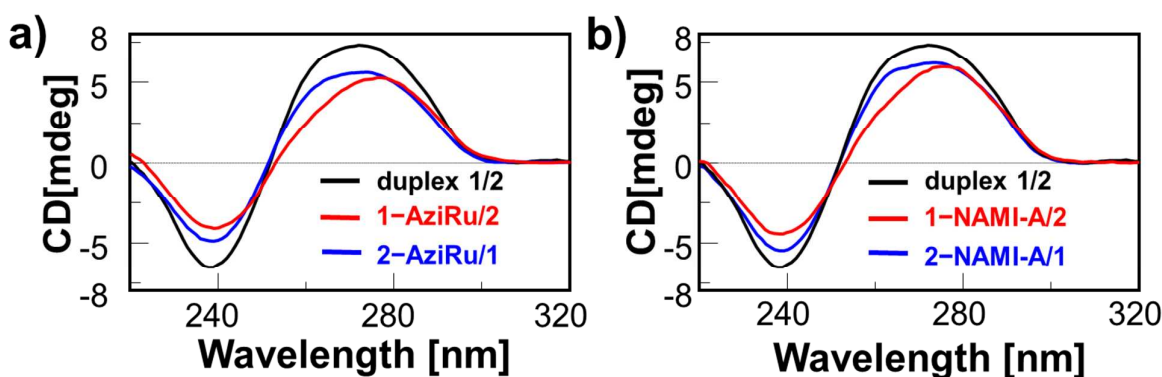 a)
CD[mdeg]
8
5
0
-5
-8
duplex 1/2
1-AziRu/2
2-AziRu/1
240
280
320
Wavelength [nm]
b)
CD[mdeg]
8
5
0
-5
-8
duplex 1/2
1-NAMI-A/2
2-NAMI-A/1
240
280
320
Wavelength [nm]